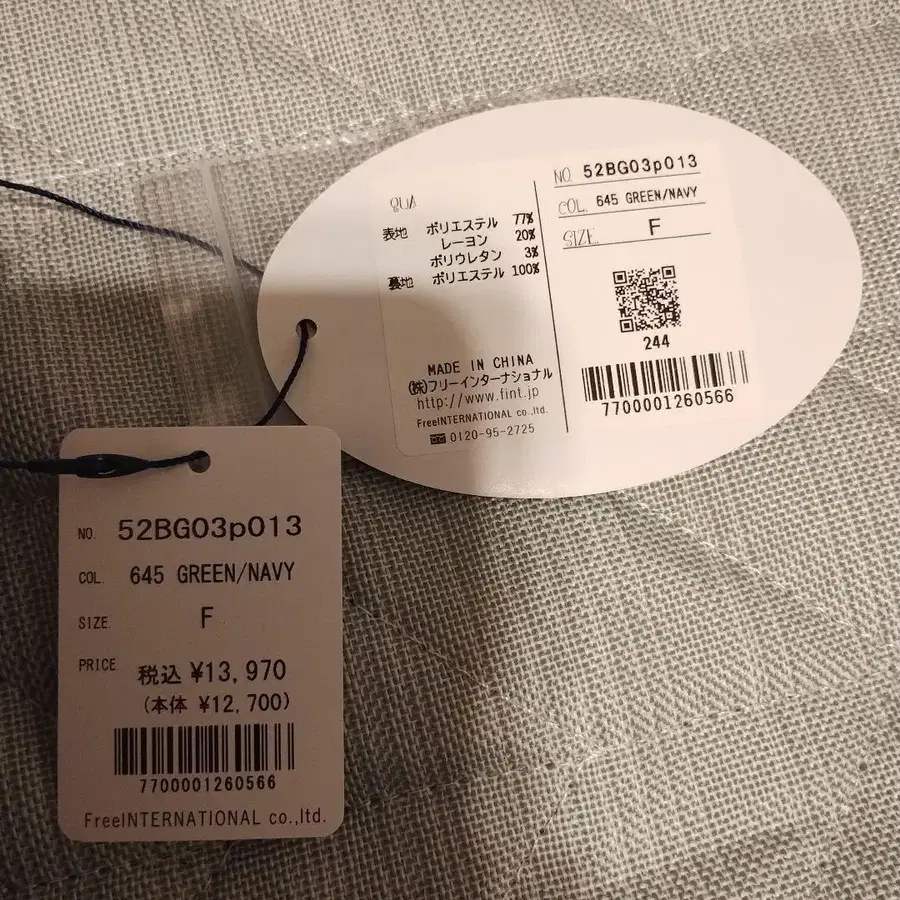 QUA
表地 ポリエステル 77%
レーヨン 20%
ポリウレタン 3%
裏地 ポリエステル 100%
MADE IN CHINA
(株)フリーインターナショナル
http://www.fint.jp
FreeINTERNATIONAL co.,ltd.
0120-95-2725
NO. 52BG03p013
COL. 645 GREEN/NAVY
SIZE. F
244
7700001260566
NO. 52BG03p013
COL. 645 GREEN/NAVY
SIZE F
PRICE 税込 ¥13,970
(本体 ¥12,700)
7700001260566
FreeINTERNATIONAL co.,ltd.